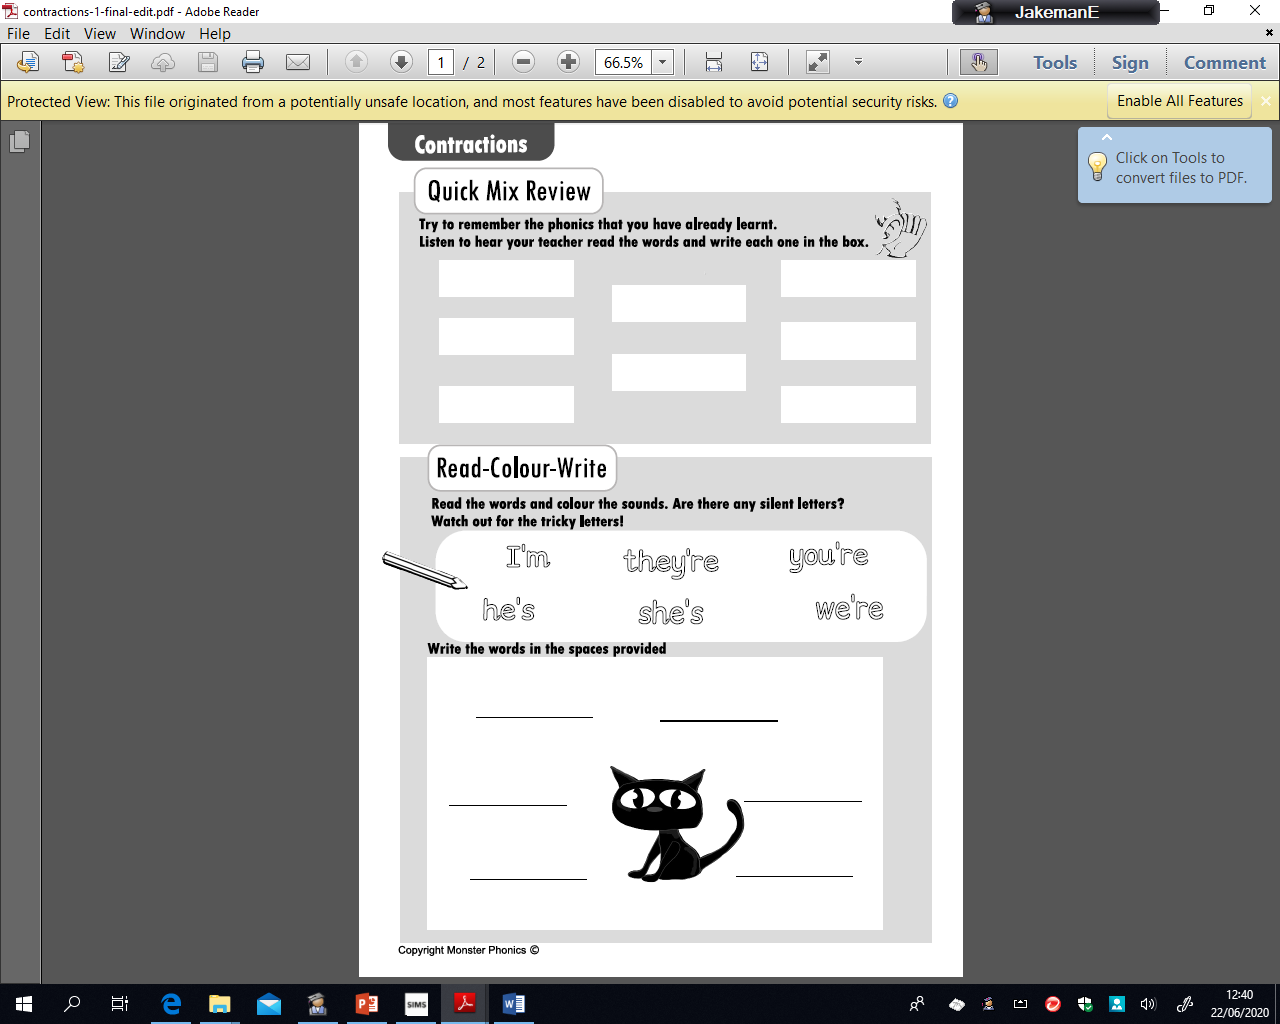 contractions-1-final-edit.pdf - Adobe Reader
JakemanE
File Edit View Window Help
1 / 2
66.5%
Tools Sign Comment
Protected View: This file originated from a potentially unsafe location, and most features have been disabled to avoid potential security risks.
Enable All Features
Click on Tools to
convert files to PDF.
Contractions
Quick Mix Review
Try to remember the phonics that you have already learnt.
Listen to hear your teacher read the words and write each one in the box.
Read-Colour-Write
Read the words and colour the sounds. Are there any silent letters?
Watch out for the tricky letters!
I'm they're you're
he's she's we're
Write the words in the spaces provided
Copyright Monster Phonics ©
SIMS
12:40
22/06/2020